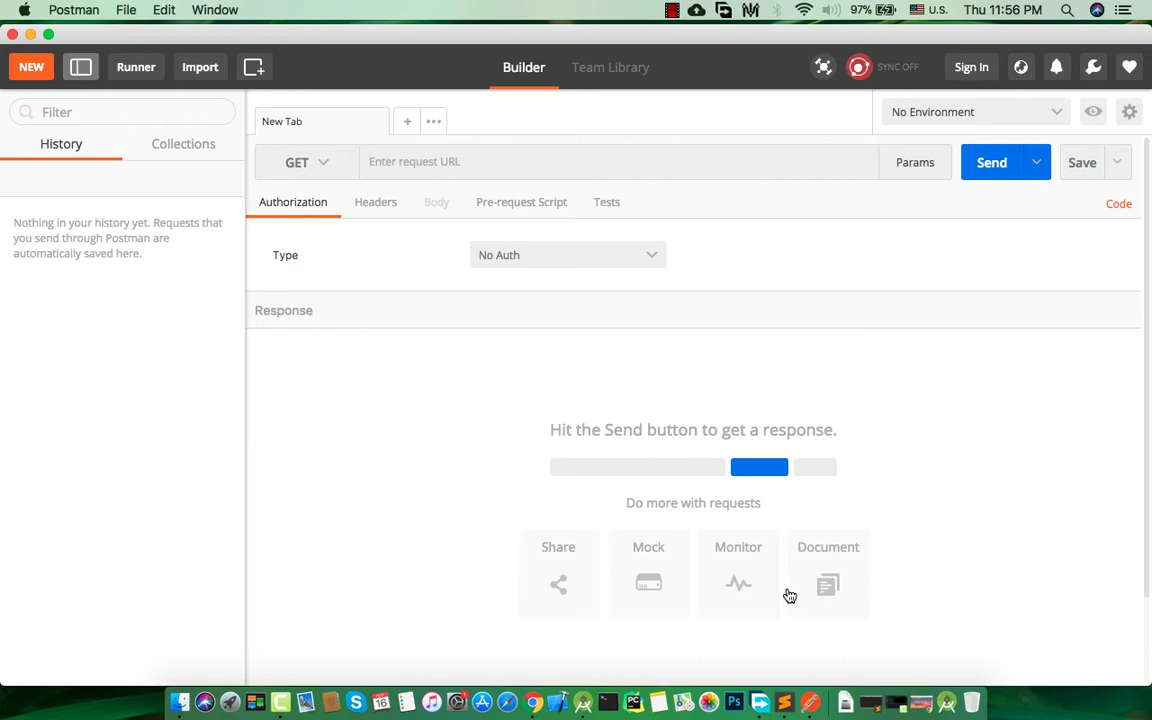 Postman File Edit Window 97% U.S. Thu 11:56 PM
NEW Runner Import Builder Team Library SYNC OFF Sign In
Filter
New Tab + ••• No Environment
History Collections
GET Enter request URL Params Send Save
Authorization Headers Body Pre-request Script Tests Code
Nothing in your history yet. Requests that
you send through Postman are
automatically saved here.
Type No Auth
Response
Hit the Send button to get a response.
Do more with requests
Share Mock Monitor Document
16 PC Ps